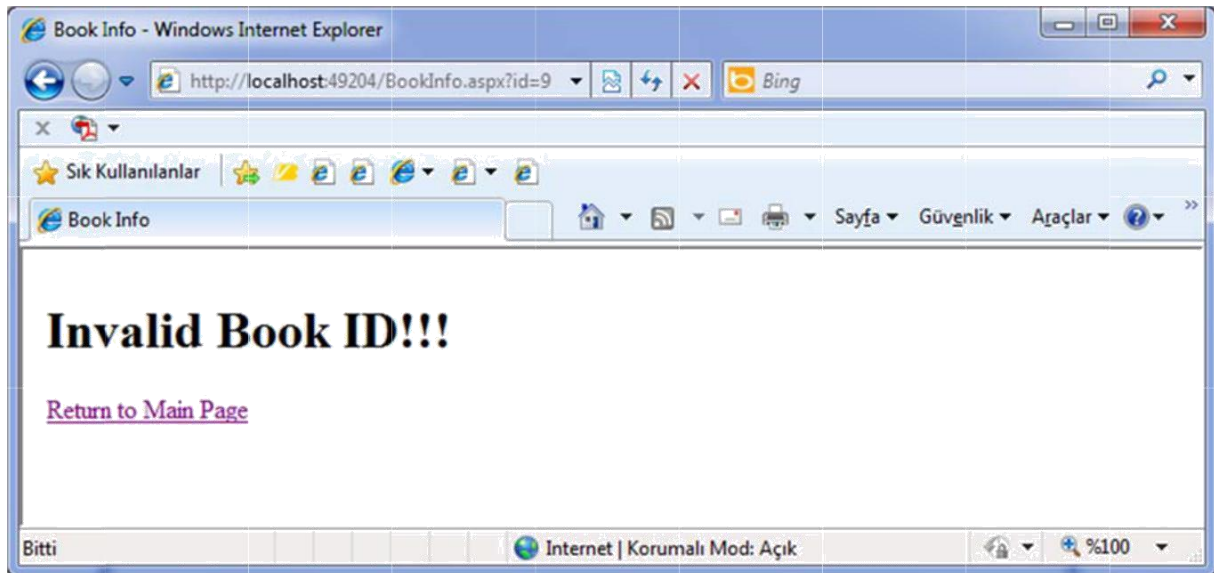 Book Info - Windows Internet Explorer
http://localhost:49204/BookInfo.aspx?id=9
Bing
Sık Kullanılanlar
Book Info
Sayfa
Güvenlik
Araçlar
Invalid Book ID!!!
Return to Main Page
Bitti
Internet | Korumalı Mod: Açık
%100